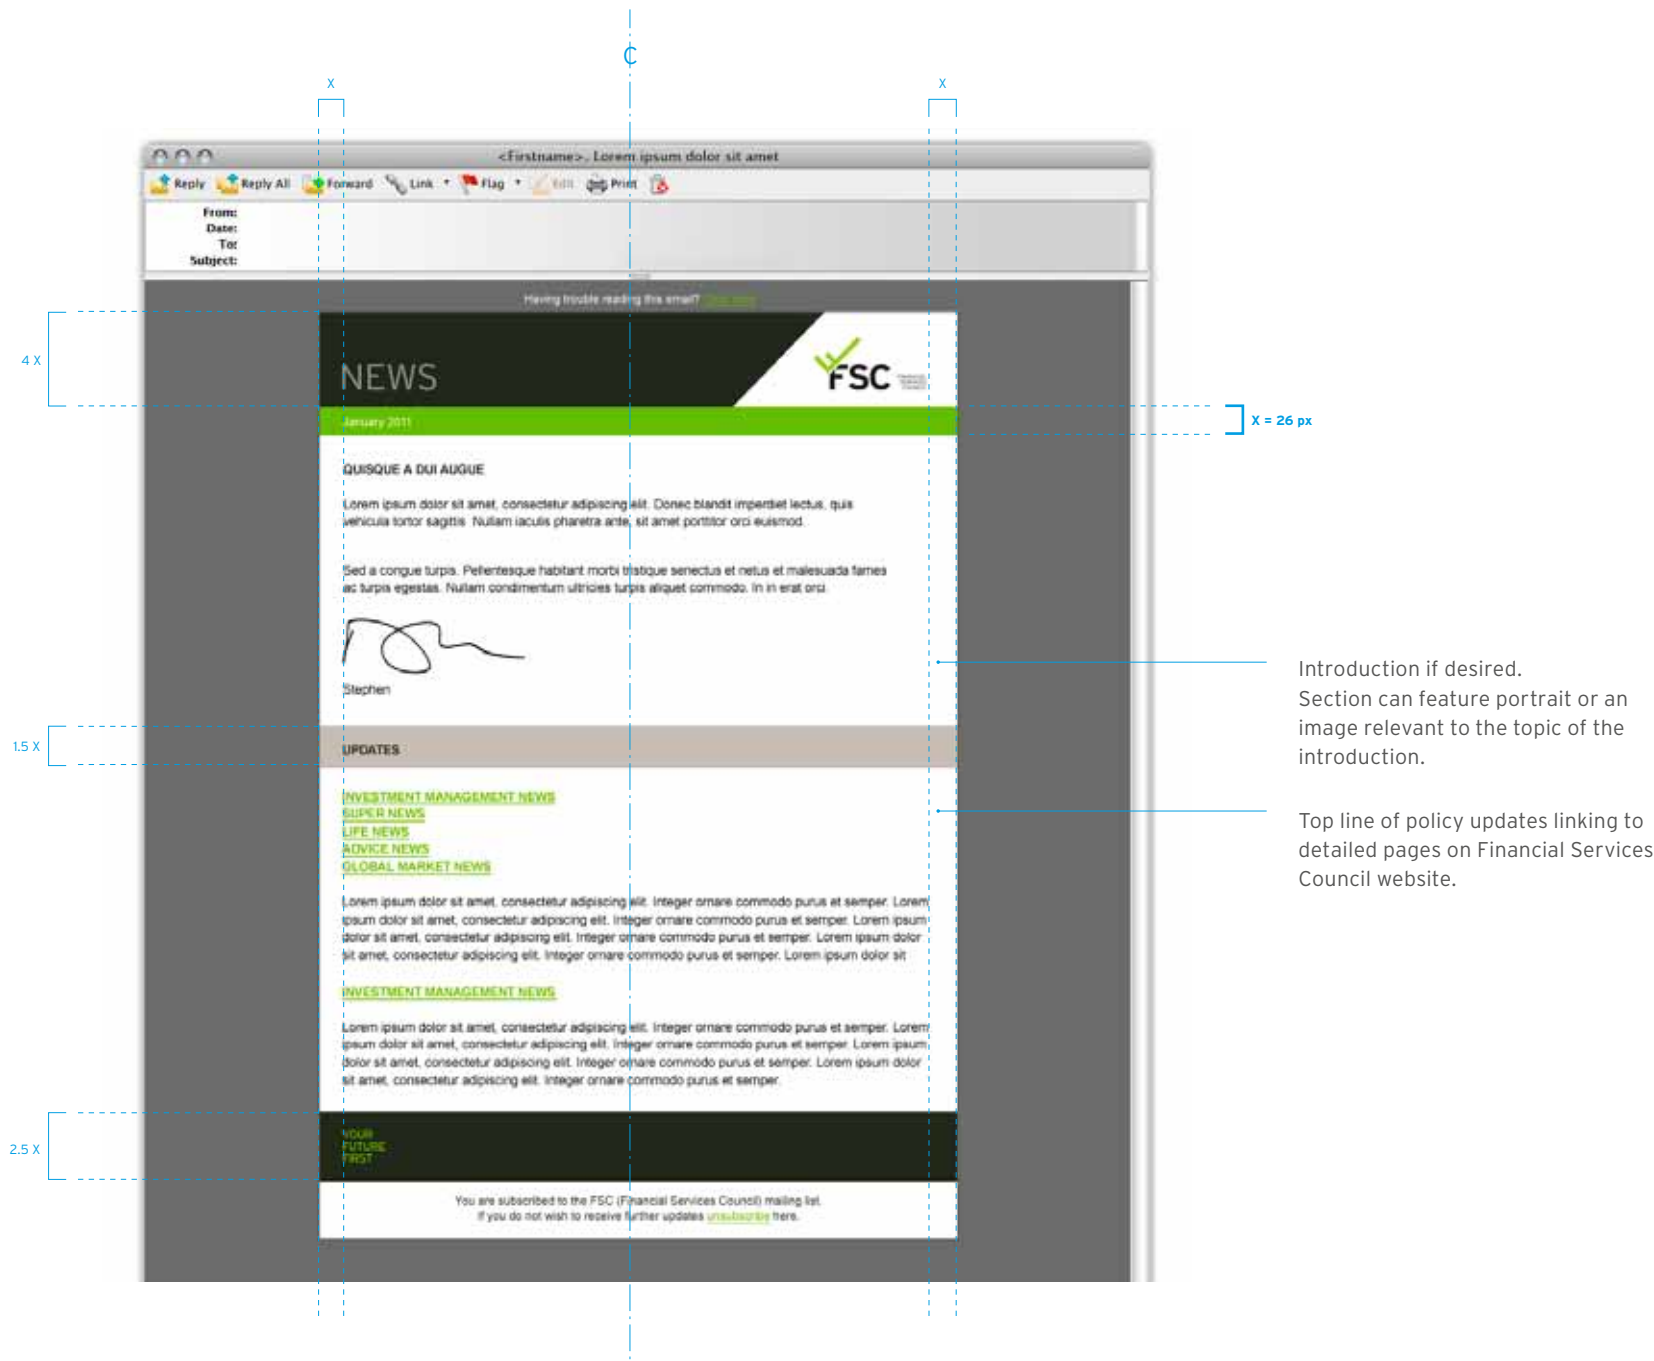 C
X
X
<Firstname>, Lorem ipsum dolor sit amet
Reply Reply All Forward Link Flag Edit Print
From:
Date:
To:
Subject:
Having trouble reading this email?
4 X
NEWS
FSC
January 2011
X = 26 px
QUISQUE A DUI AUGUE
Lorem ipsum dolor sit amet, consectetur adipiscing elit. Donec blandit imperdiet lectus, quis
vehicula tortor sagittis. Nullam iaculis pharetra ante, sit amet porttitor orci euismod.
Sed a congue turpis. Pellentesque habitant morbi tristique senectus et netus et malesuada fames
ac turpis egestas. Nullam condimentum ultricies turpis aliquet commodo. In in erat orci.
Stephen
Introduction if desired.
Section can feature portrait or an
image relevant to the topic of the
introduction.
1.5 X
UPDATES
INVESTMENT MANAGEMENT NEWS
SUPER NEWS
LIFE NEWS
ADVICE NEWS
GLOBAL MARKET NEWS
Top line of policy updates linking to
detailed pages on Financial Services
Council website.
Lorem ipsum dolor sit amet, consectetur adipiscing elit. Integer ornare commodo purus et semper. Lorem
ipsum dolor sit amet, consectetur adipiscing elit. Integer ornare commodo purus et semper. Lorem ipsum
dolor sit amet, consectetur adipiscing elit. Integer ornare commodo purus et semper. Lorem ipsum dolor
sit amet, consectetur adipiscing elit. Integer ornare commodo purus et semper. Lorem ipsum dolor sit
INVESTMENT MANAGEMENT NEWS
Lorem ipsum dolor sit amet, consectetur adipiscing elit. Integer ornare commodo purus et semper. Lorem
ipsum dolor sit amet, consectetur adipiscing elit. Integer ornare commodo purus et semper. Lorem ipsum
dolor sit amet, consectetur adipiscing elit. Integer ornare commodo purus et semper. Lorem ipsum dolor
sit amet, consectetur adipiscing elit. Integer ornare commodo purus et semper.
2.5 X
YOUR
FUTURE
FIRST
You are subscribed to the FSC (Financial Services Council) mailing list.
If you do not wish to receive further updates unsubscribe here.